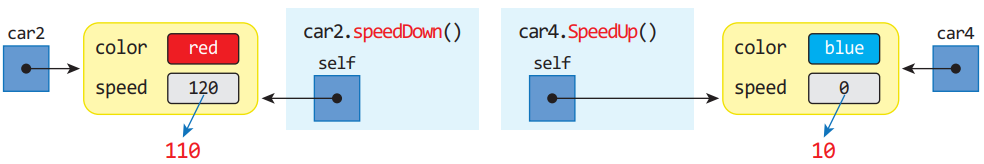 car2
color red
speed 120
110
car2.speedDown()
self
car4.SpeedUp()
self
color blue
speed 0
10
car4